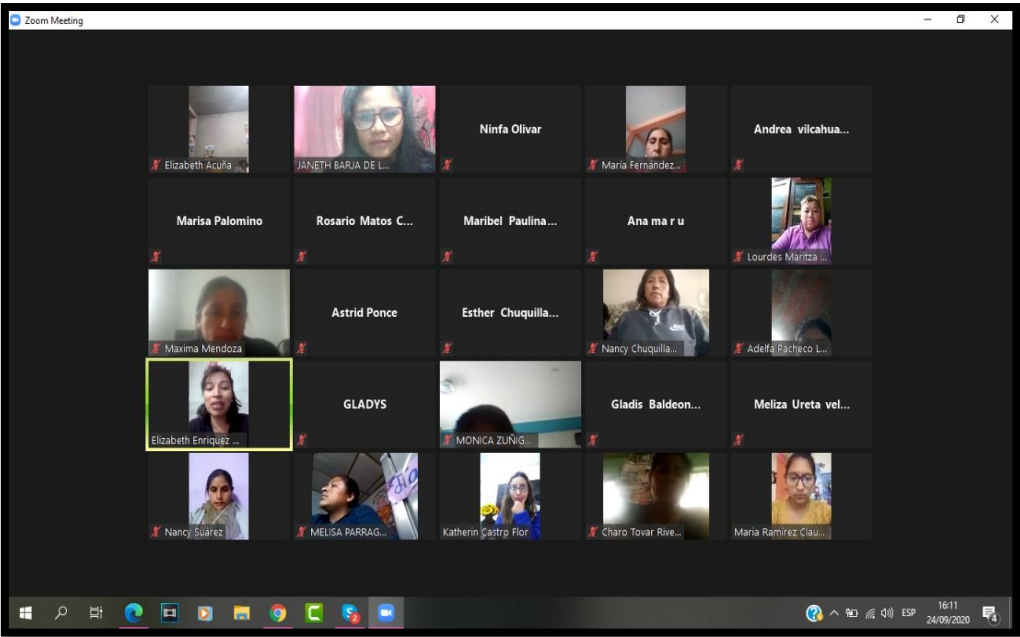 Zoom Meeting
Elizabeth Acuña
JANETH BARJA DE L...
Ninfa Olivar
María Fernández...
Andrea vilcahua...
Marisa Palomino
Rosario Matos C...
Maribel Paulina...
Ana ma r u
Lourdes Maritza ...
Maxima Mendoza
Astrid Ponce
Esther Chuquilla...
Nancy Chuquilla...
Adelfa Pacheco L...
Elizabeth Enriquez ...
GLADYS
MONICA ZUÑIG...
Gladis Baldeon...
Meliza Ureta vel...
Nancy Suárez
MELISA PARRAG...
Katherin Castro Flor
Charo Tovar Rive...
Maria Ramirez Clau...
ESP
16:11
24/09/2020